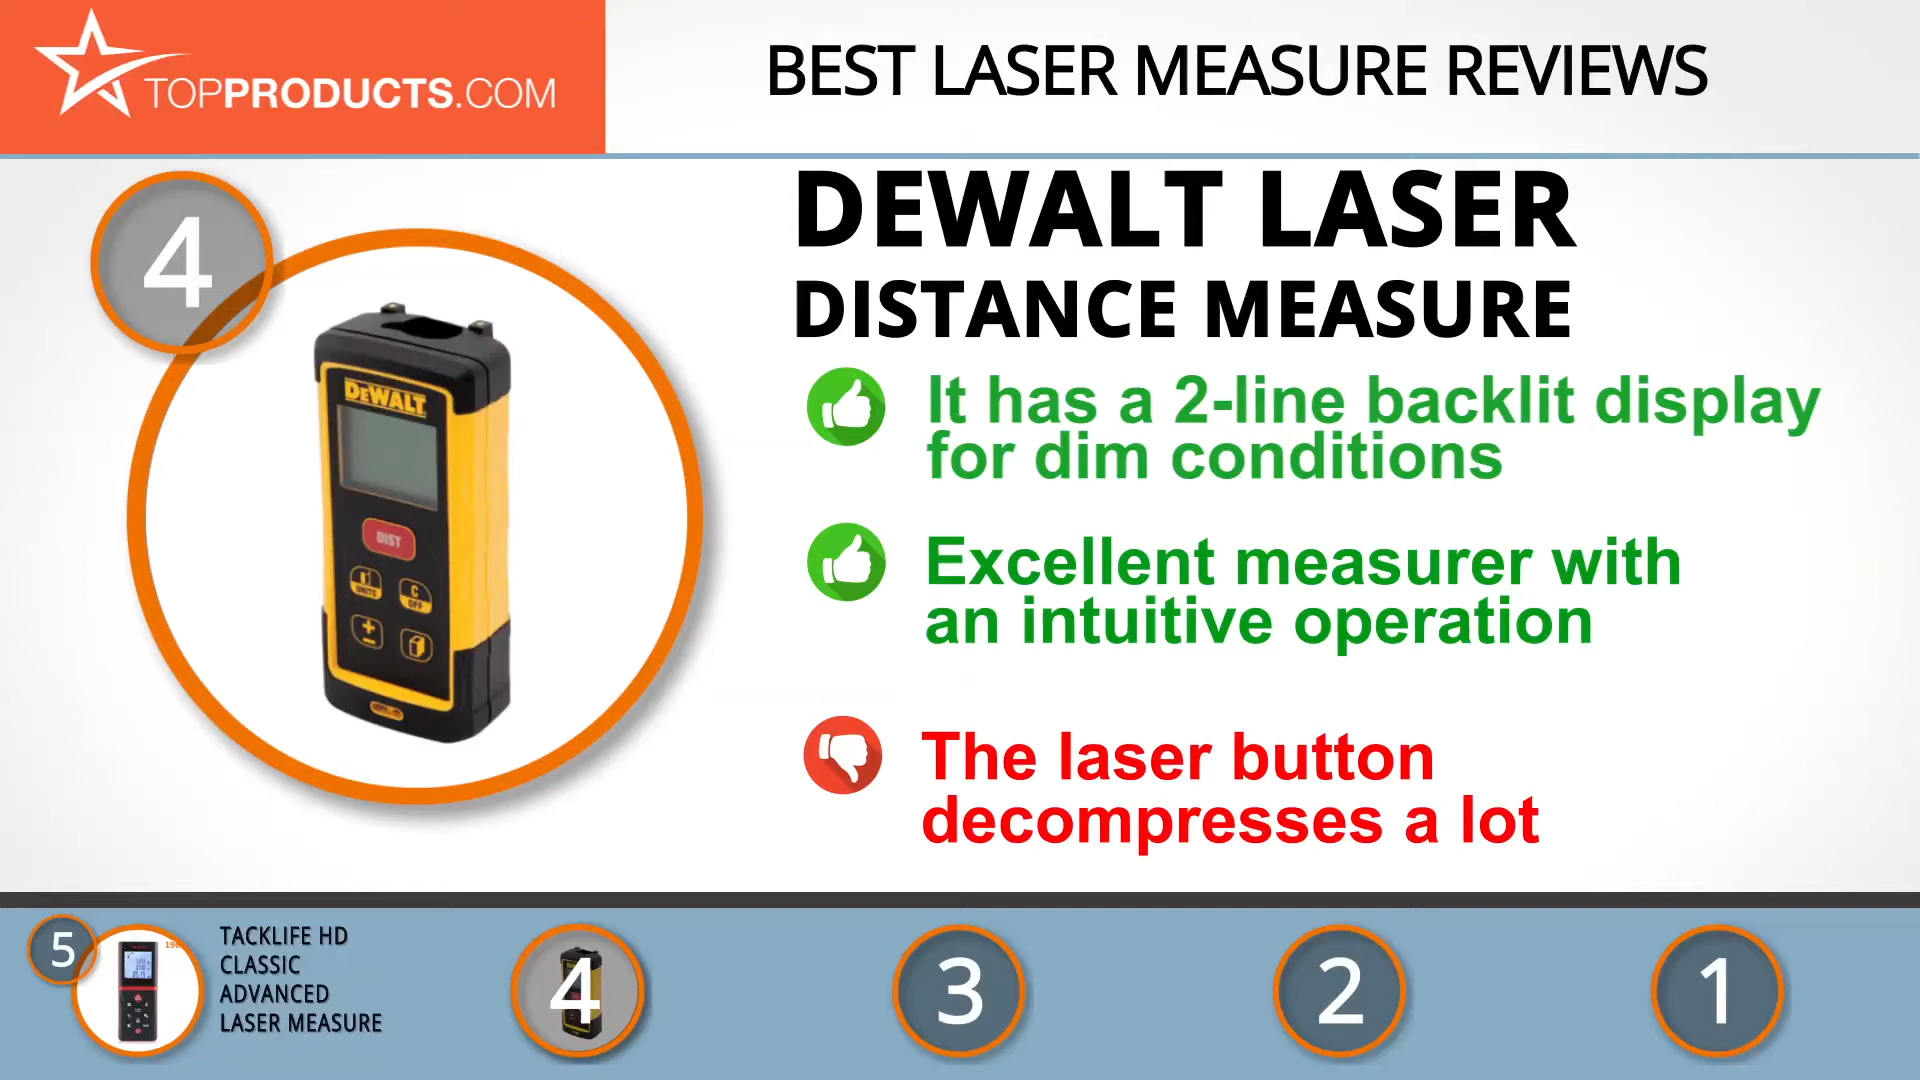 TOPPRODUCTS.COM
BEST LASER MEASURE REVIEWS
4
DEWALT LASER
DISTANCE MEASURE
DEWALT
DIST
UNITS
C
OFF
It has a 2-line backlit display
for dim conditions
Excellent measurer with
an intuitive operation
The laser button
decompresses a lot
5
TACKLIFE HD
CLASSIC
ADVANCED
LASER MEASURE
4
3
2
1